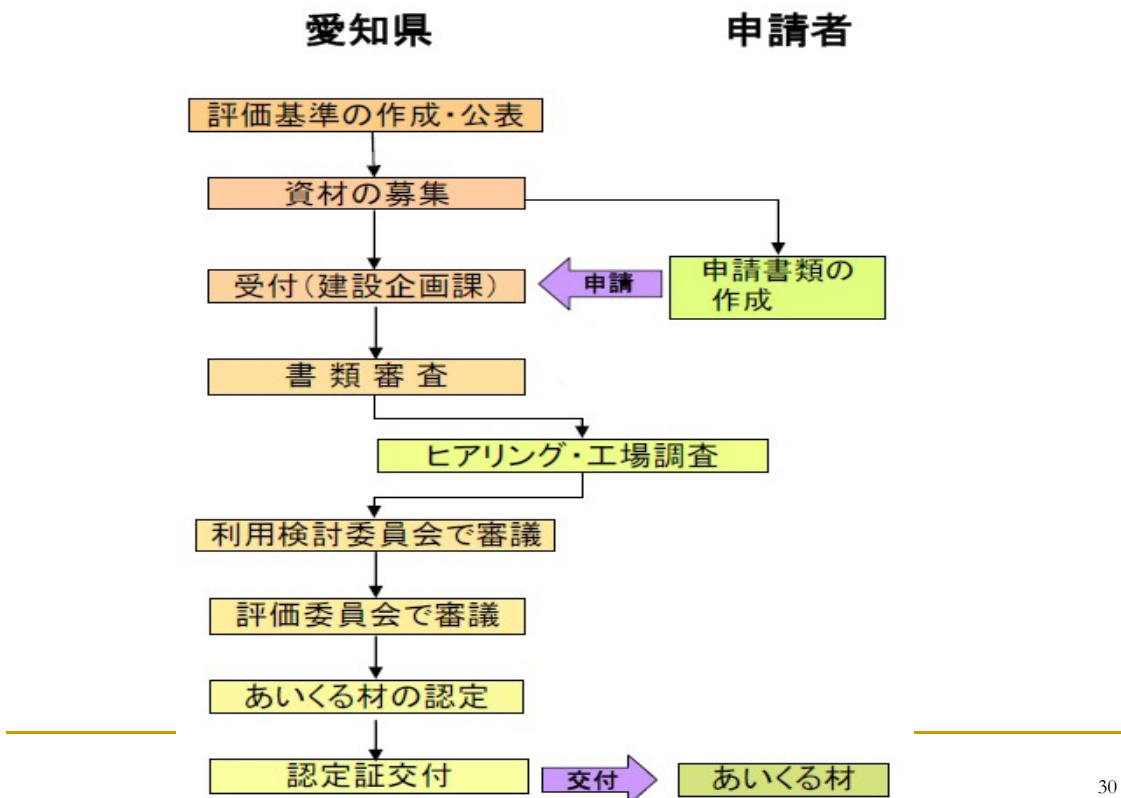 愛知県
申請者
評価基準の作成・公表
資材の募集
受付(建設企画課)
申請
申請書類の
作成
書類審査
ヒアリング・工場調査
利用検討委員会で審議
評価委員会で審議
あいくる材の認定
認定証交付
交付
あいくる材
30